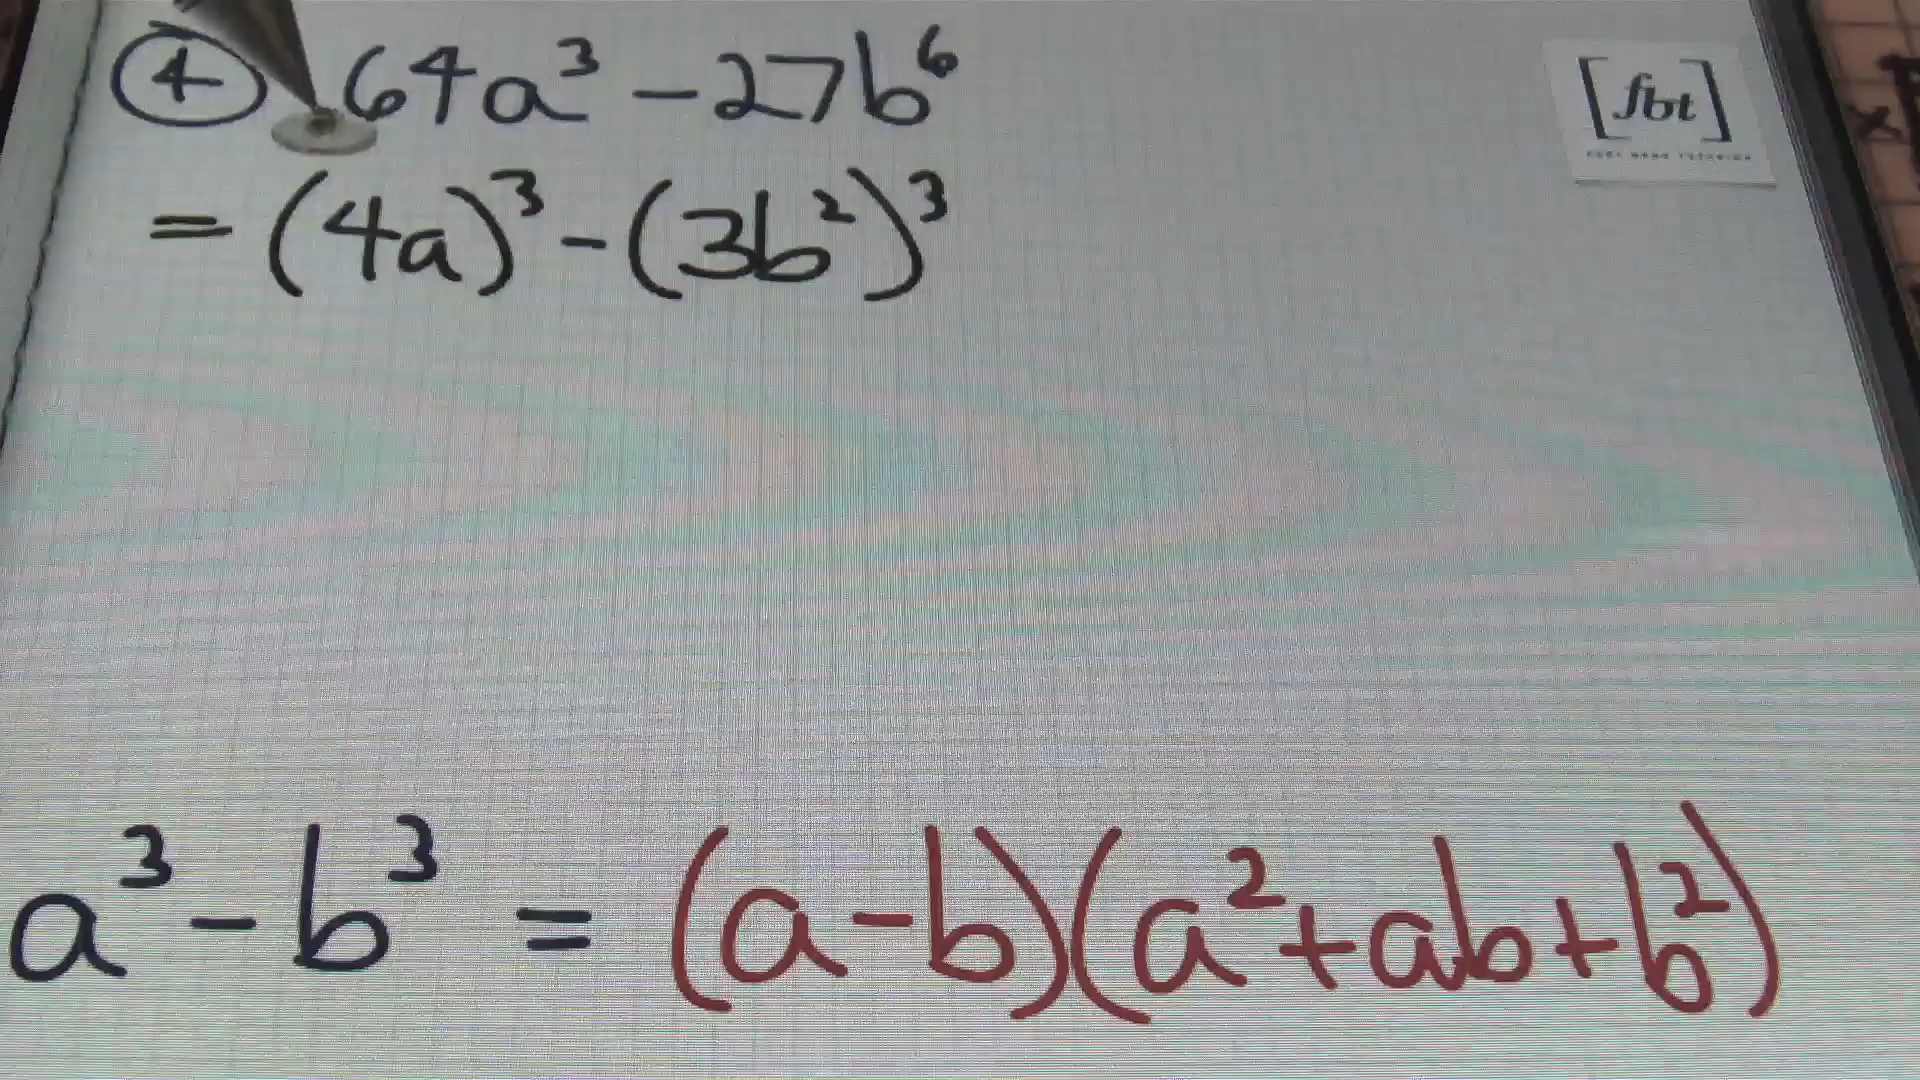 ④ 64a³ - 27b⁶
[fbt]
= (4a)³ - (3b²)³
a³ - b³ = (a-b)(a²+ab+b²)